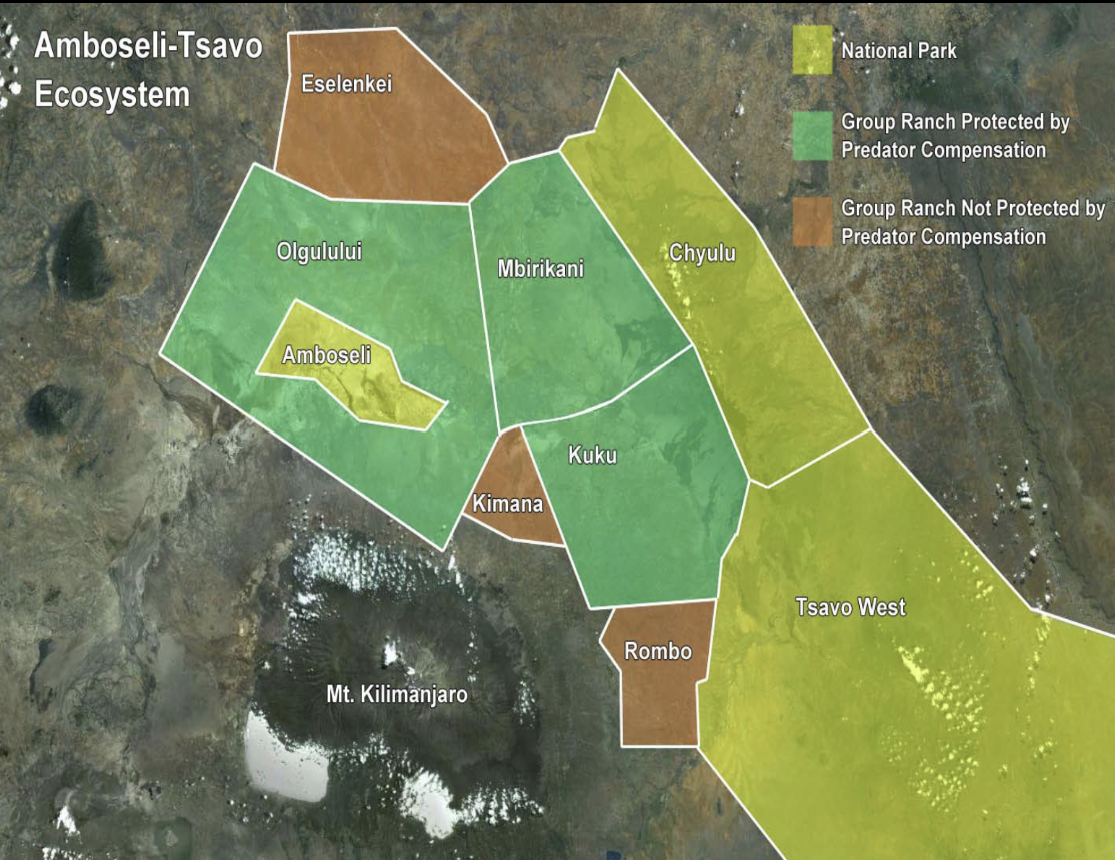 Amboseli-Tsavo
Ecosystem
National Park
Group Ranch Protected by
Predator Compensation
Group Ranch Not Protected by
Predator Compensation
Eselenkei
Olgulului
Mbirikani
Chyulu
Amboseli
Kuku
Kimana
Tsavo West
Rombo
Mt. Kilimanjaro